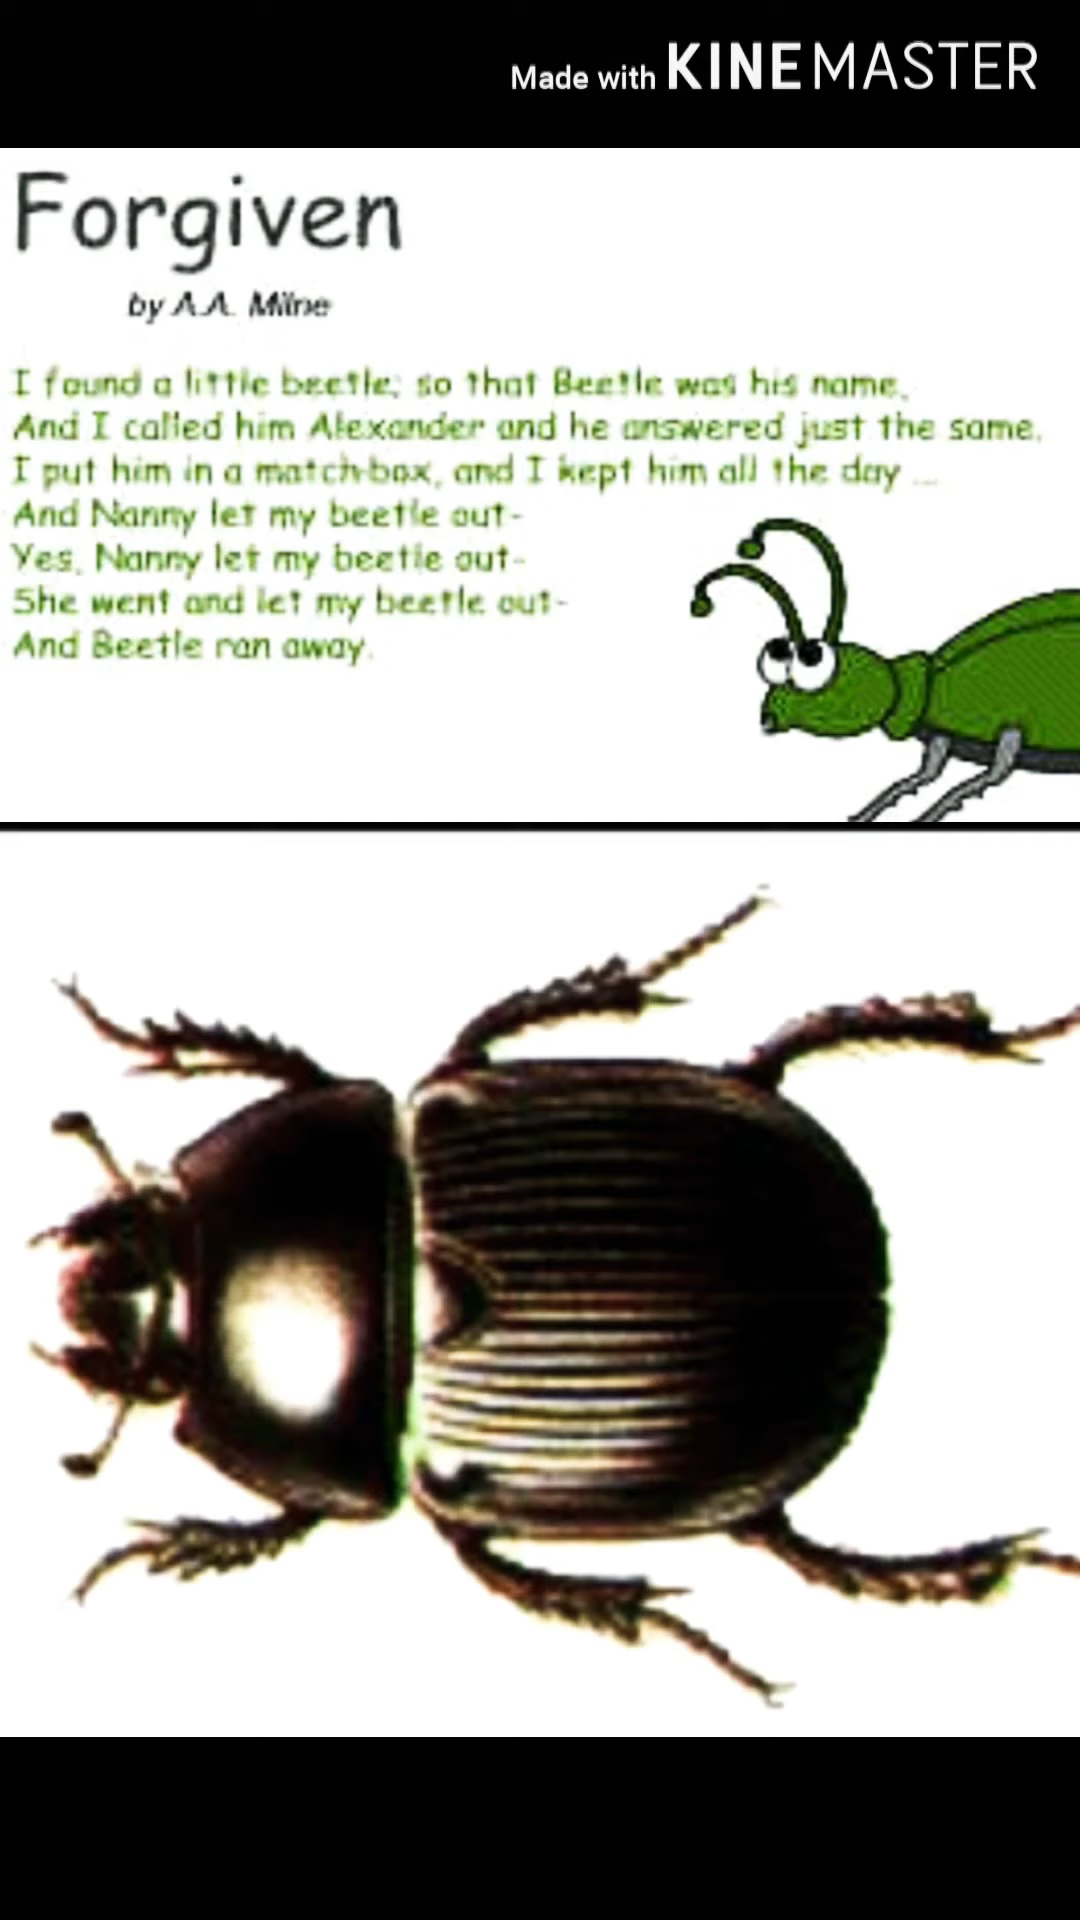 Made with KINEMASTER
Forgiven
by A.A. Milne
I found a little beetle; so that Beetle was his name,
And I called him Alexander and he answered just the same.
I put him in a match-box, and I kept him all the day ...
And Nanny let my beetle out-
Yes, Nanny let my beetle out-
She went and let my beetle out-
And Beetle ran away.